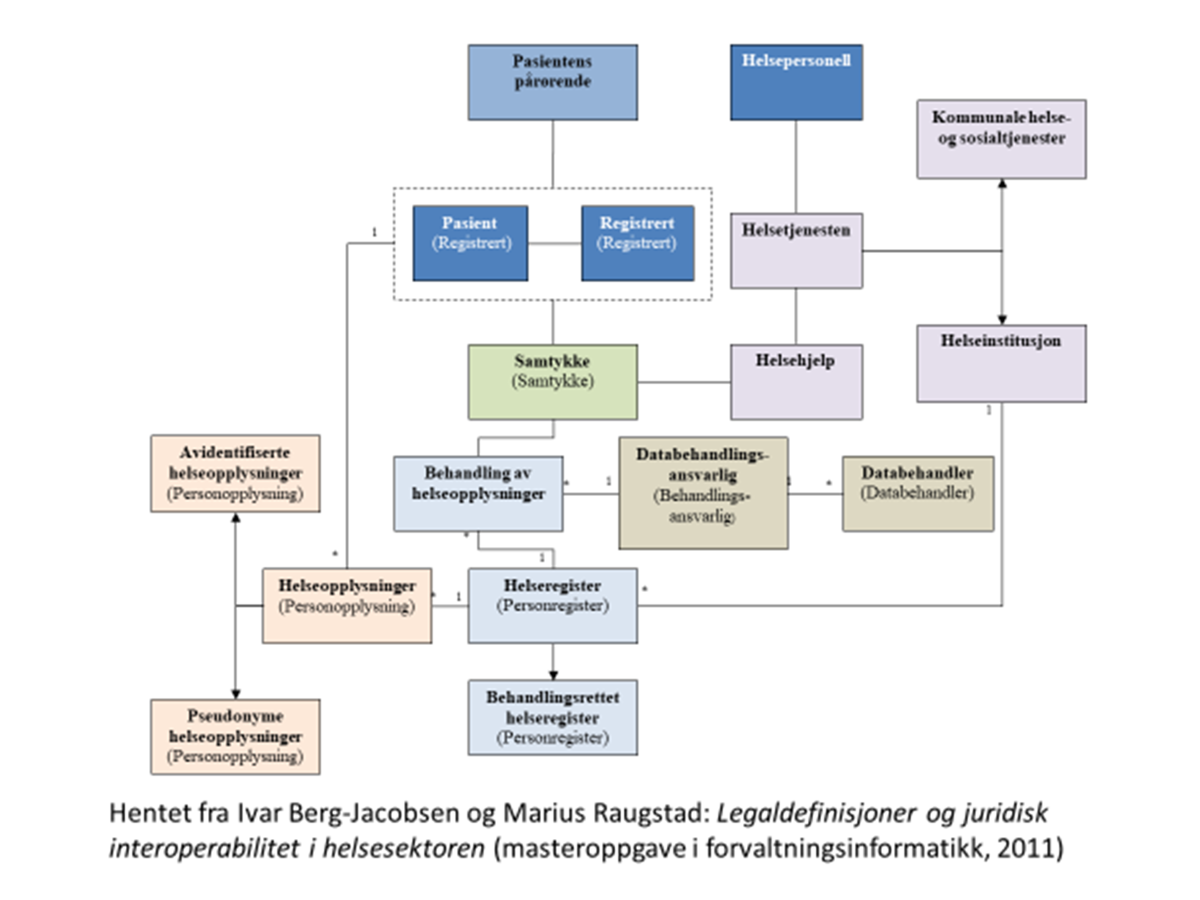 Pasientens
pårørende
Helsepersonell
Kommunale helse-
og sosialtjenester
Pasient
(Registrert)
Registrert
(Registrert)
1
Helsetjenesten
Samtykke
(Samtykke)
Helsehjelp
Helseinstitusjon
1
Avidentifiserte
helseopplysninger
(Personopplysning)
Behandling av
helseopplysninger
*
1
Databehandlings-
ansvarlig
(Behandlings-
ansvarlig)
1
*
Databehandler
(Databehandler)
*
1
*
Helseopplysninger
(Personopplysning)
*
1
Helseregister
(Personregister)
*
Pseudonyme
helseopplysninger
(Personopplysning)
Behandlingsrettet
helseregister
(Personregister)
Hentet fra Ivar Berg-Jacobsen og Marius Raugstad: Legaldefinisjoner og juridisk
interoperabilitet i helsesektoren (masteroppgave i forvaltningsinformatikk, 2011)